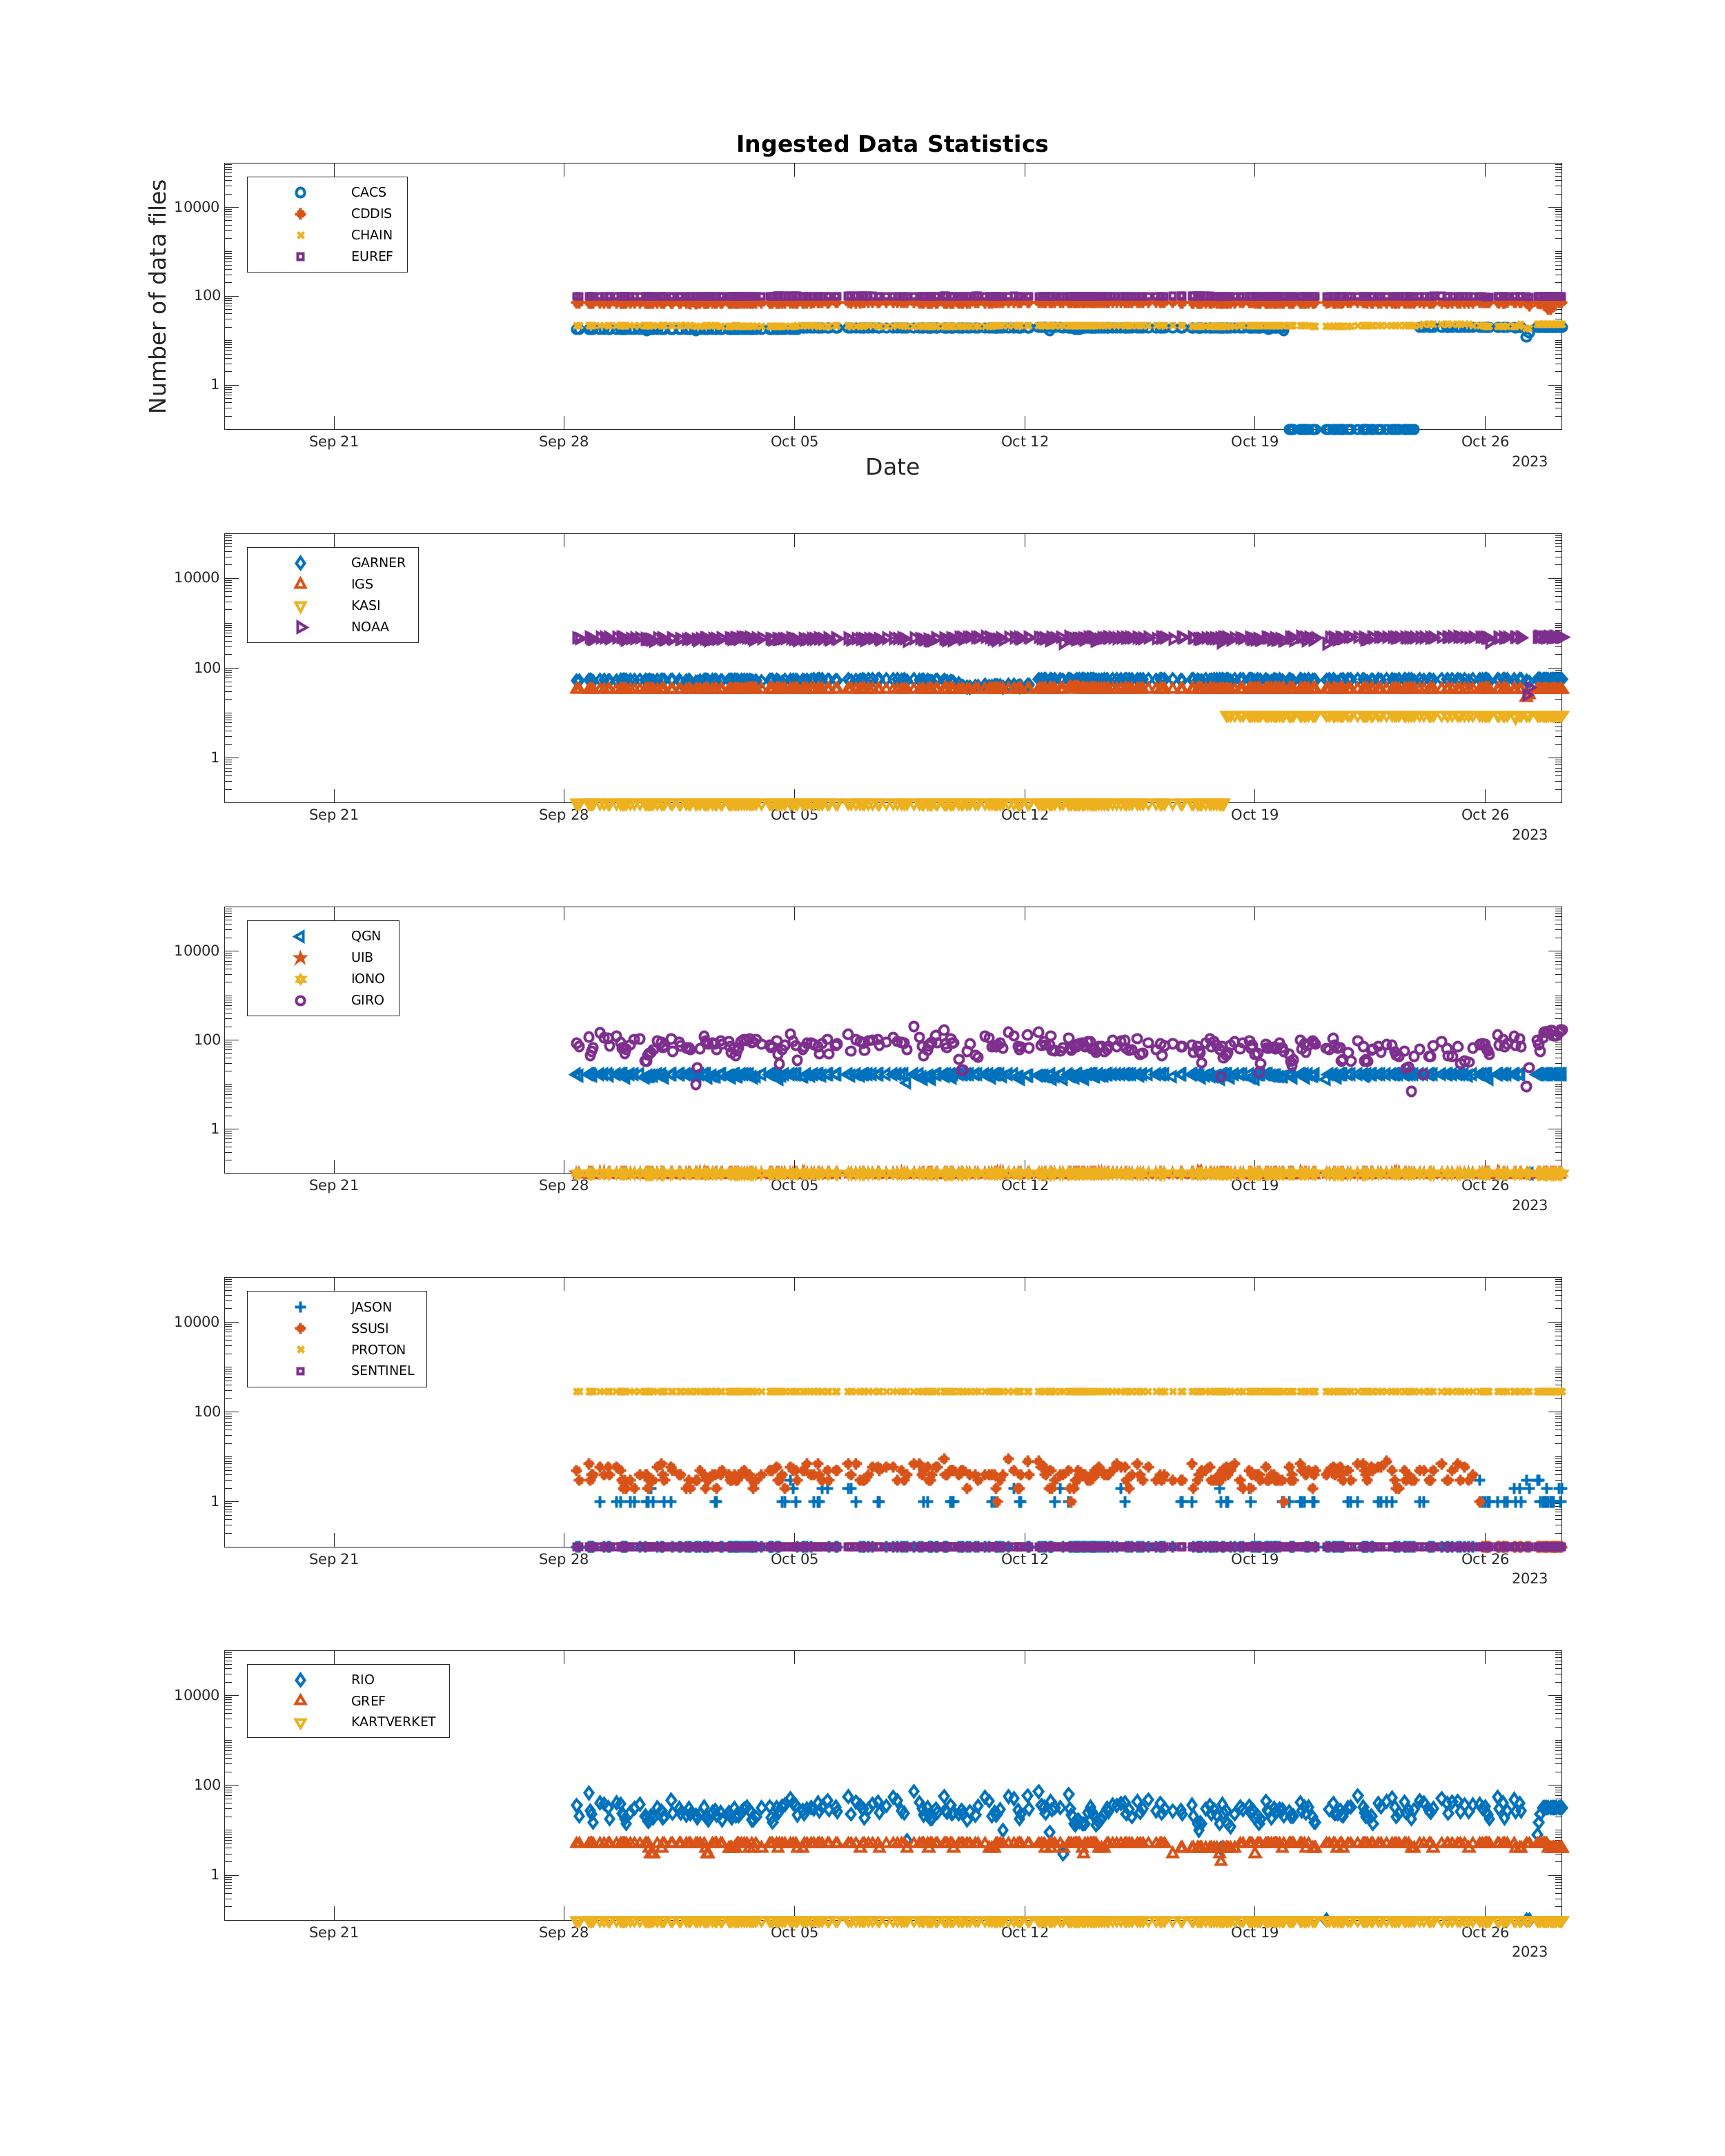 Ingested Data Statistics
Number of data files
CACS
CDDIS
CHAIN
EUREF
10000
100
1
Sep 21 Sep 28 Oct 05 Oct 12 Oct 19 Oct 26
2023
Date
GARNER
IGS
KASI
NOAA
10000
100
1
Sep 21 Sep 28 Oct 05 Oct 12 Oct 19 Oct 26
2023
QGN
UIB
IONO
GIRO
10000
100
1
Sep 21 Sep 28 Oct 05 Oct 12 Oct 19 Oct 26
2023
JASON
SSUSI
PROTON
SENTINEL
10000
100
1
Sep 21 Sep 28 Oct 05 Oct 12 Oct 19 Oct 26
2023
RIO
GREF
KARTVERKET
10000
100
1
Sep 21 Sep 28 Oct 05 Oct 12 Oct 19 Oct 26
2023